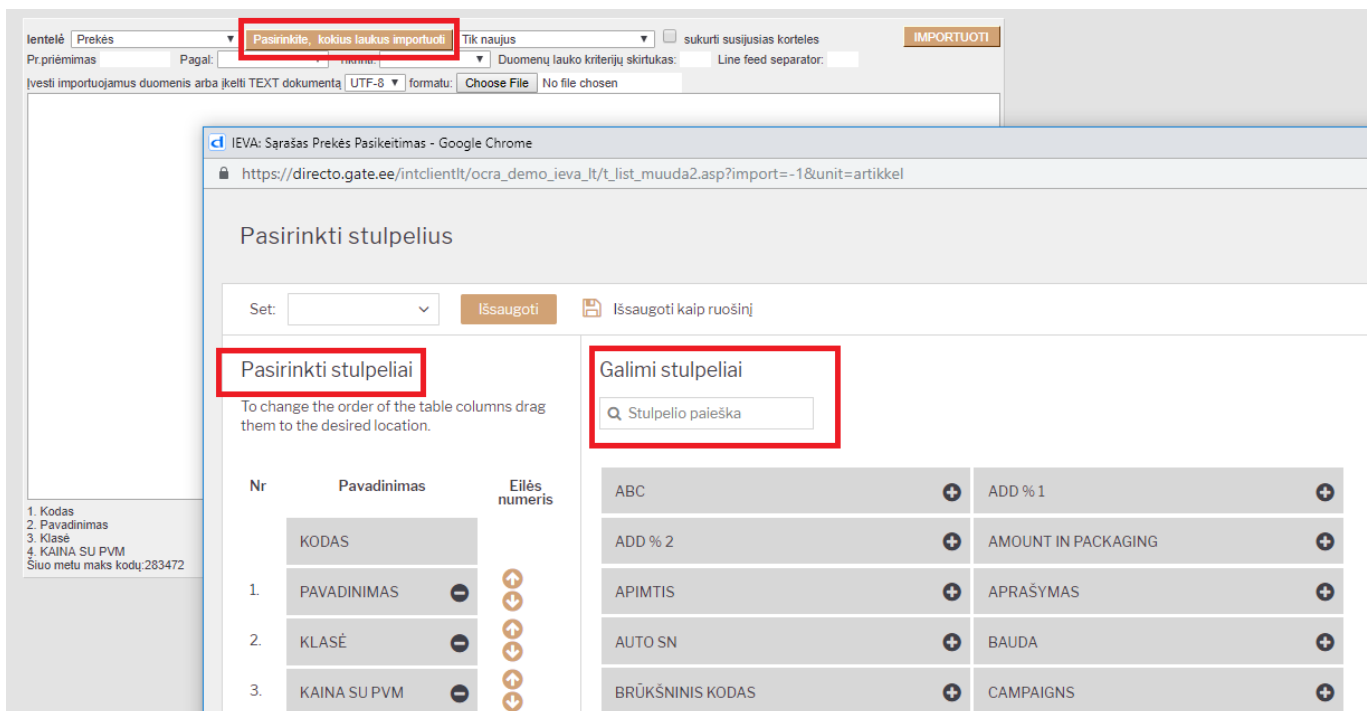 lentelė Prekės Pasirinkite, kokius laukus importuoti Tik naujus sukurti susijusias korteles IMPORTUOTI
Pr.priėmimas Pagal: Duomenų lauko kriterijų skirtukas: Line feed separator:
Įvesti importuojamus duomenis arba įkelti TEXT dokumentą UTF-8 formatu: Choose File No file chosen
IEVA: Sąrašas Prekės Pasikeitimas - Google Chrome
https://directo.gate.ee/intclientlt/ocra_demo_ieva_lt/t_list_muuda2.asp?import=-1&unit=artikkel
Pasirinkti stulpelius
Set: Išsaugoti Išsaugoti kaip ruošinį
Pasirinkti stulpeliai
To change the order of the table columns drag
them to the desired location.
Galimi stulpeliai
Stulpelio paieška
Nr Pavadinimas Eilės
numeris
KODAS
1. PAVADINIMAS
2. KLASĖ
3. KAINA SU PVM
ABC ADD % 1
ADD % 2 AMOUNT IN PACKAGING
APIMTIS APRAŠYMAS
AUTO SN BAUDA
BRŪKŠNINIS KODAS CAMPAIGNS
1. Kodas
2. Pavadinimas
3. Klasė
4. KAINA SU PVM
Šiuo metu maks kodų:283472